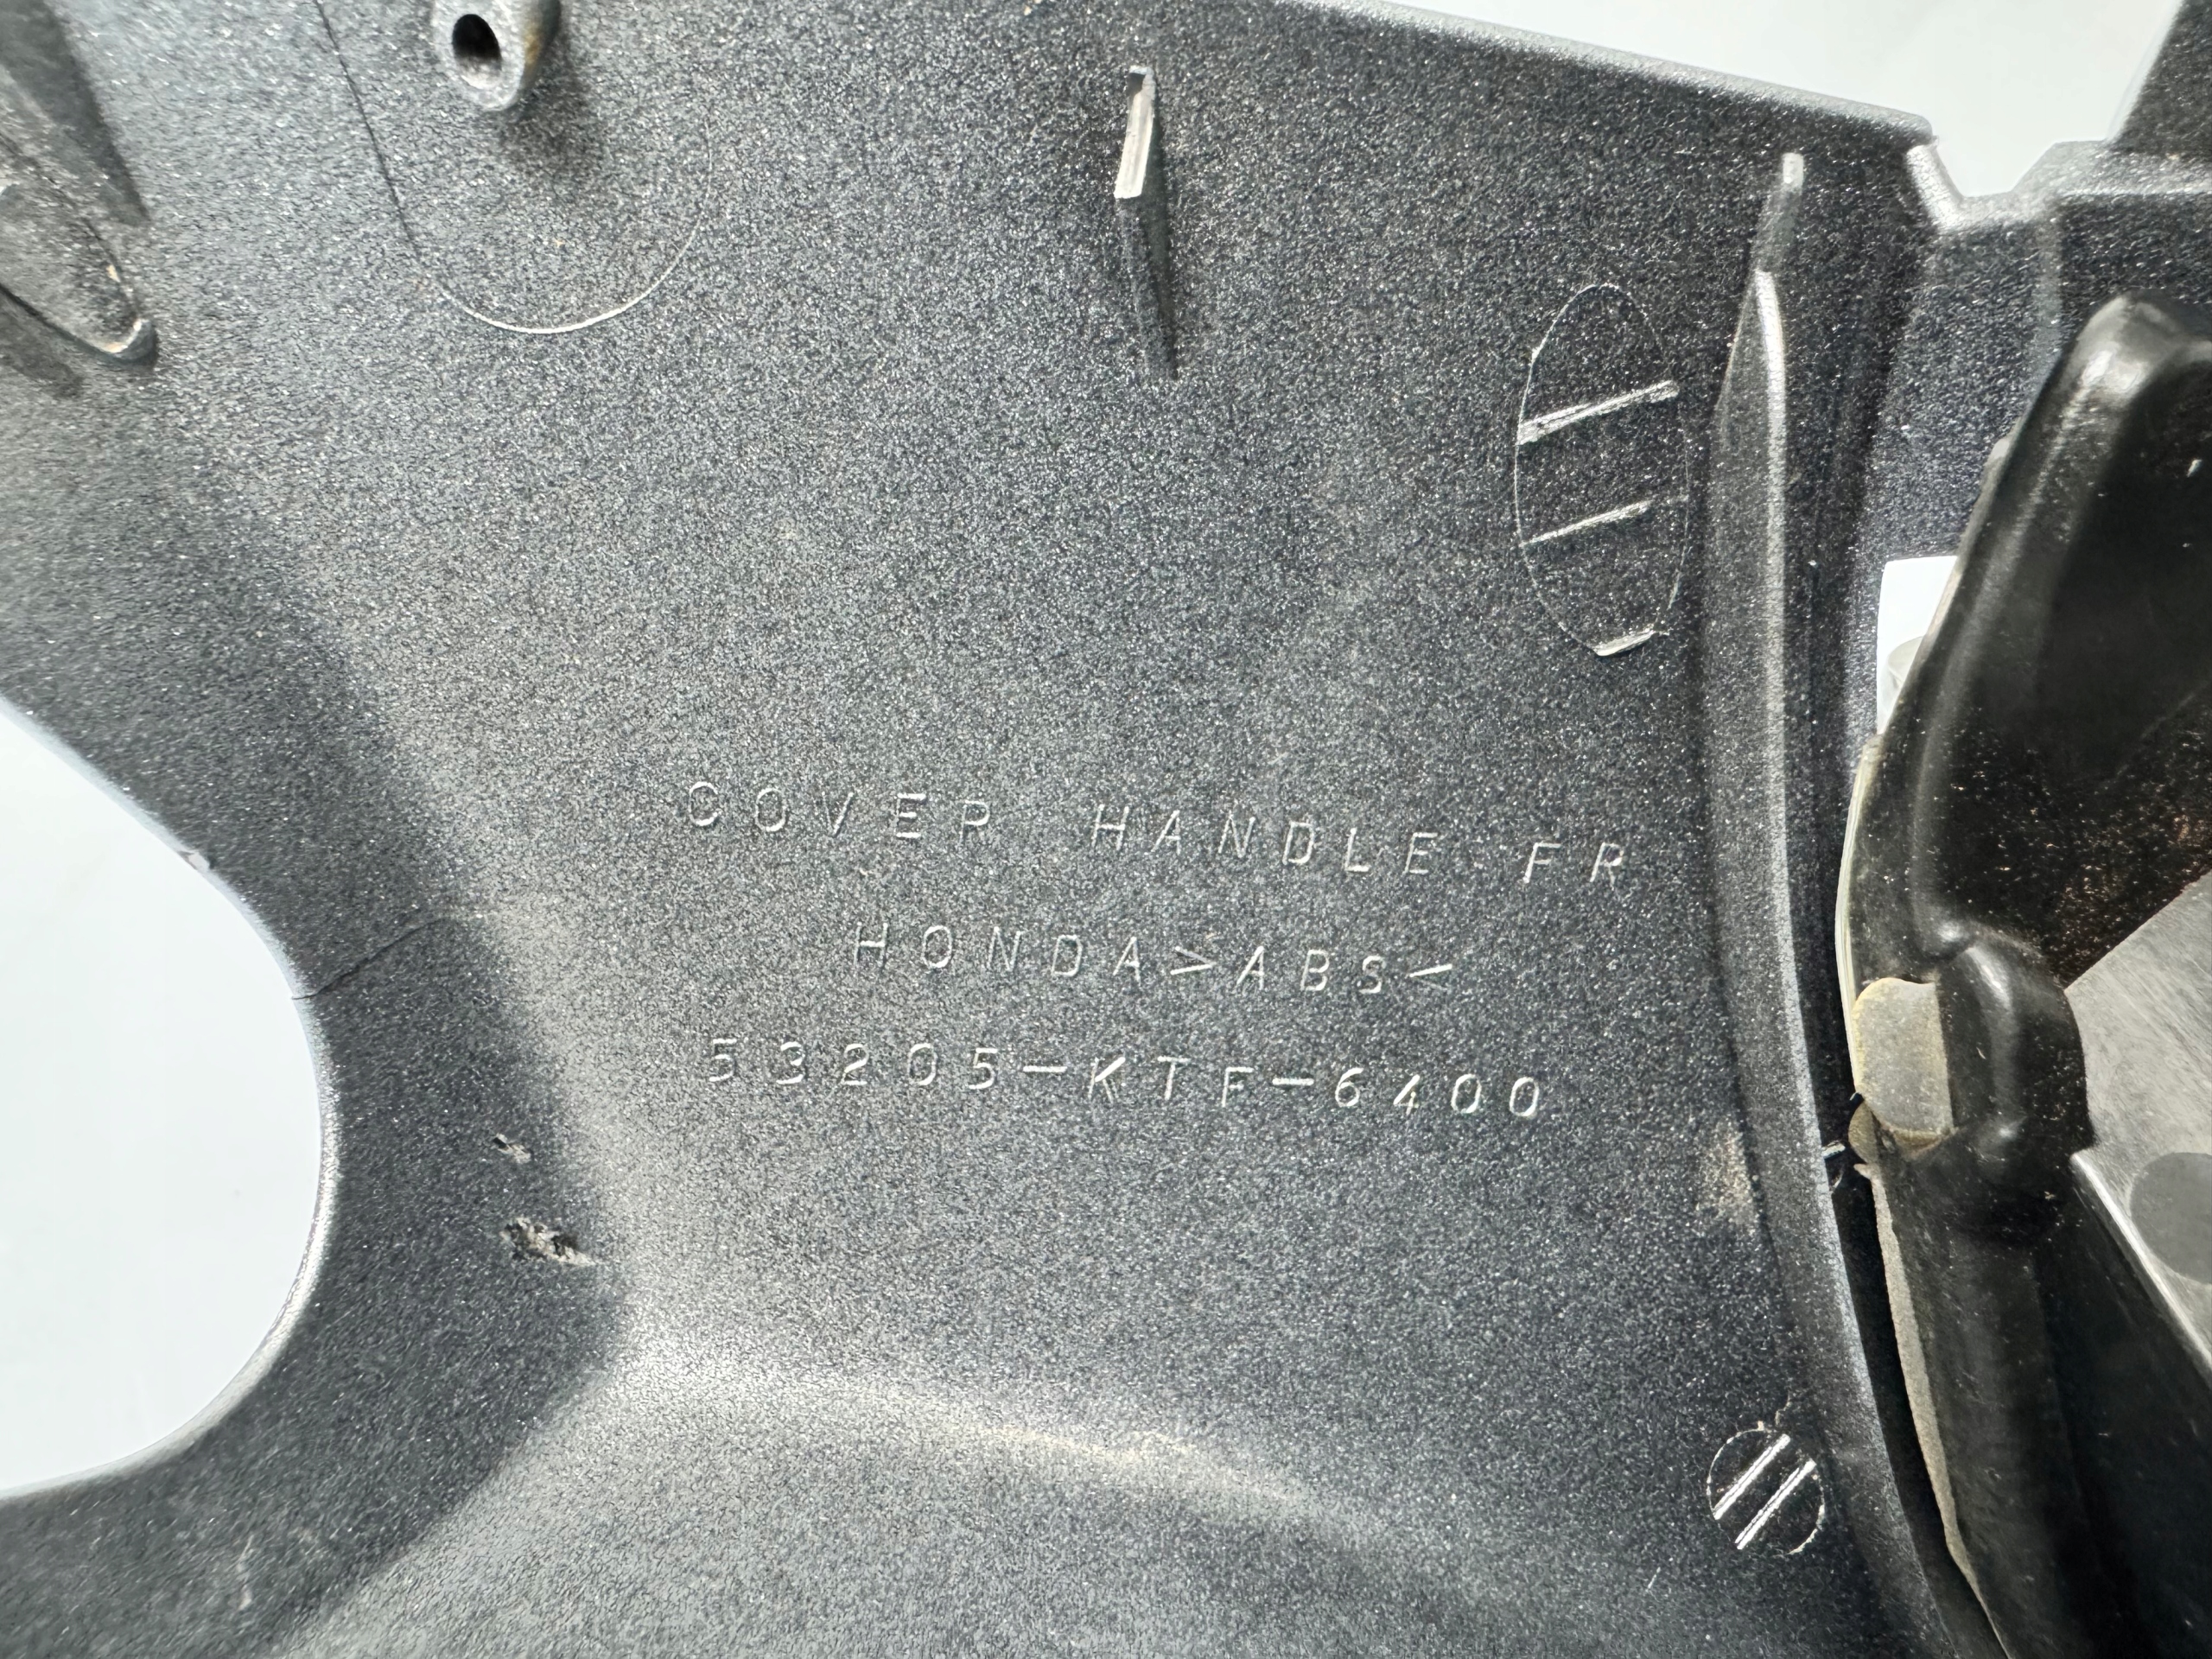 COVER HANDLE FR
HONDA>ABS<
53205-KTF-6400